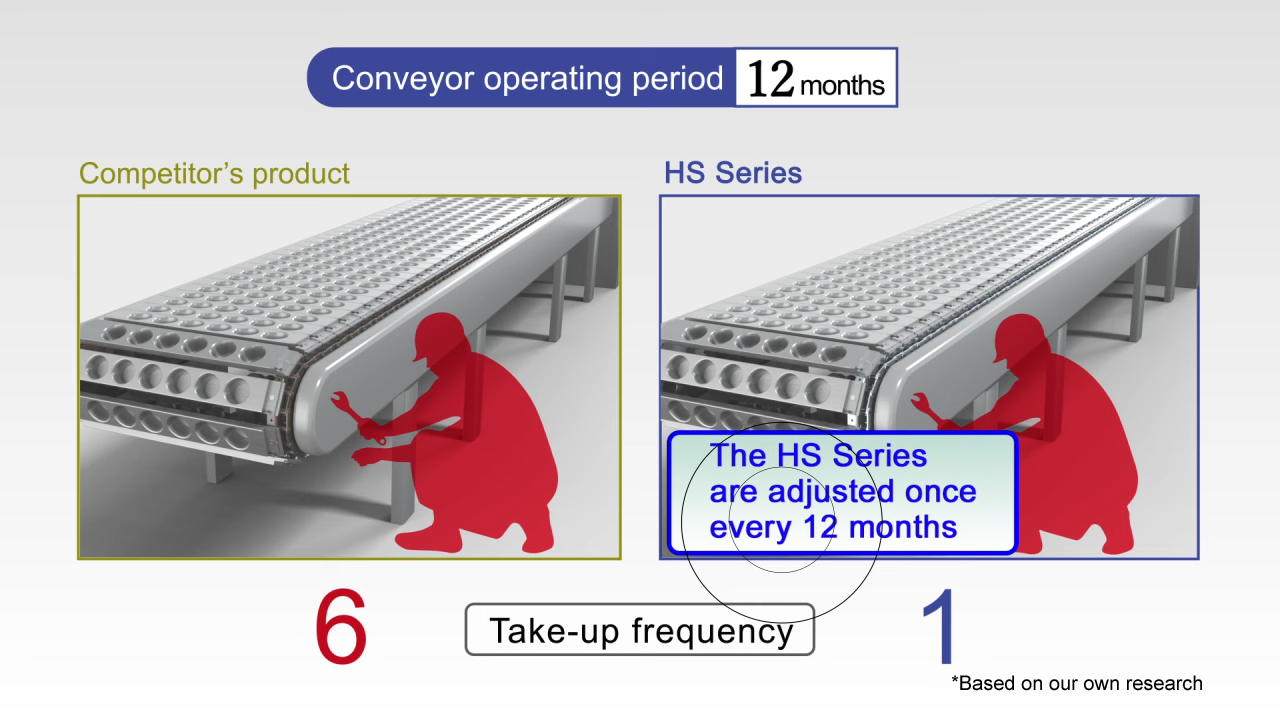 Conveyor operating period 12 months
Competitor’s product
HS Series
The HS Series
are adjusted once
every 12 months
6
Take-up frequency
1
*Based on our own research